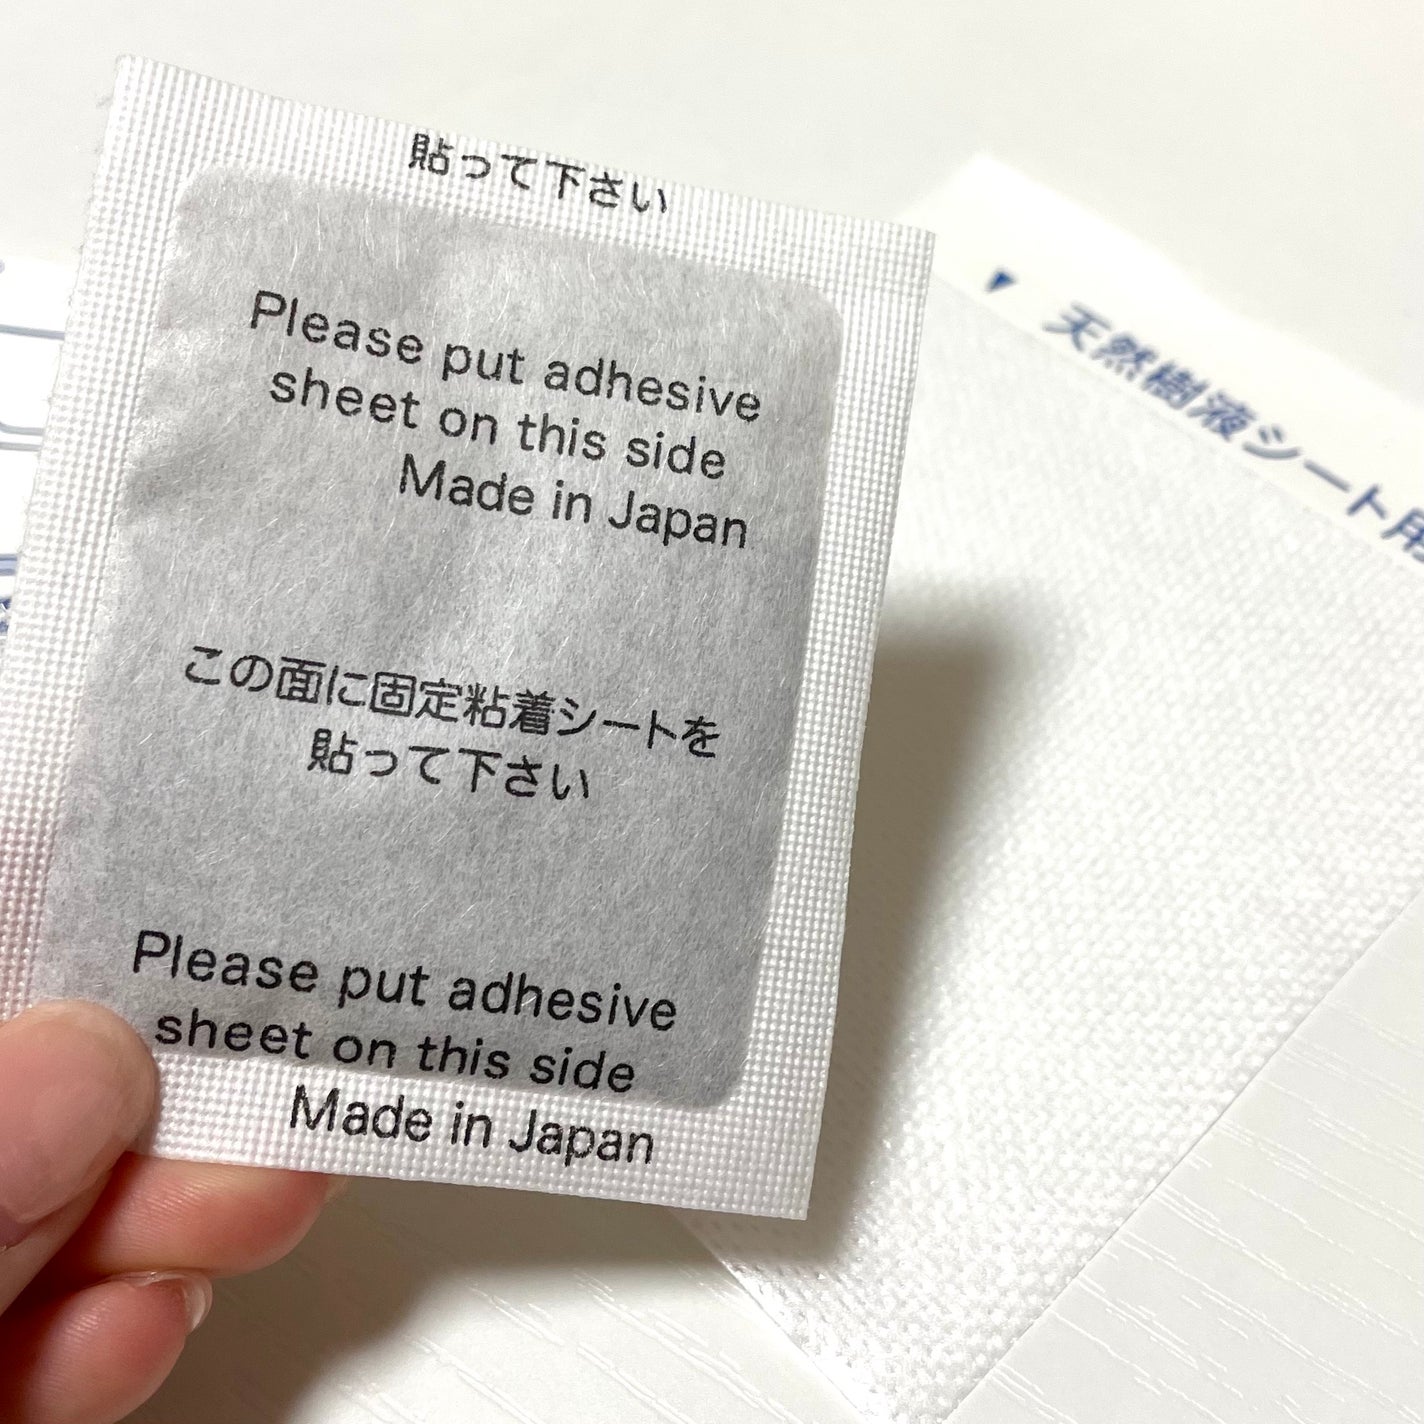 貼って下さい
Please put adhesive
sheet on this side
Made in Japan
この面に固定粘着シートを
貼って下さい
Please put adhesive
sheet on this side
Made in Japan
天然樹液シート用